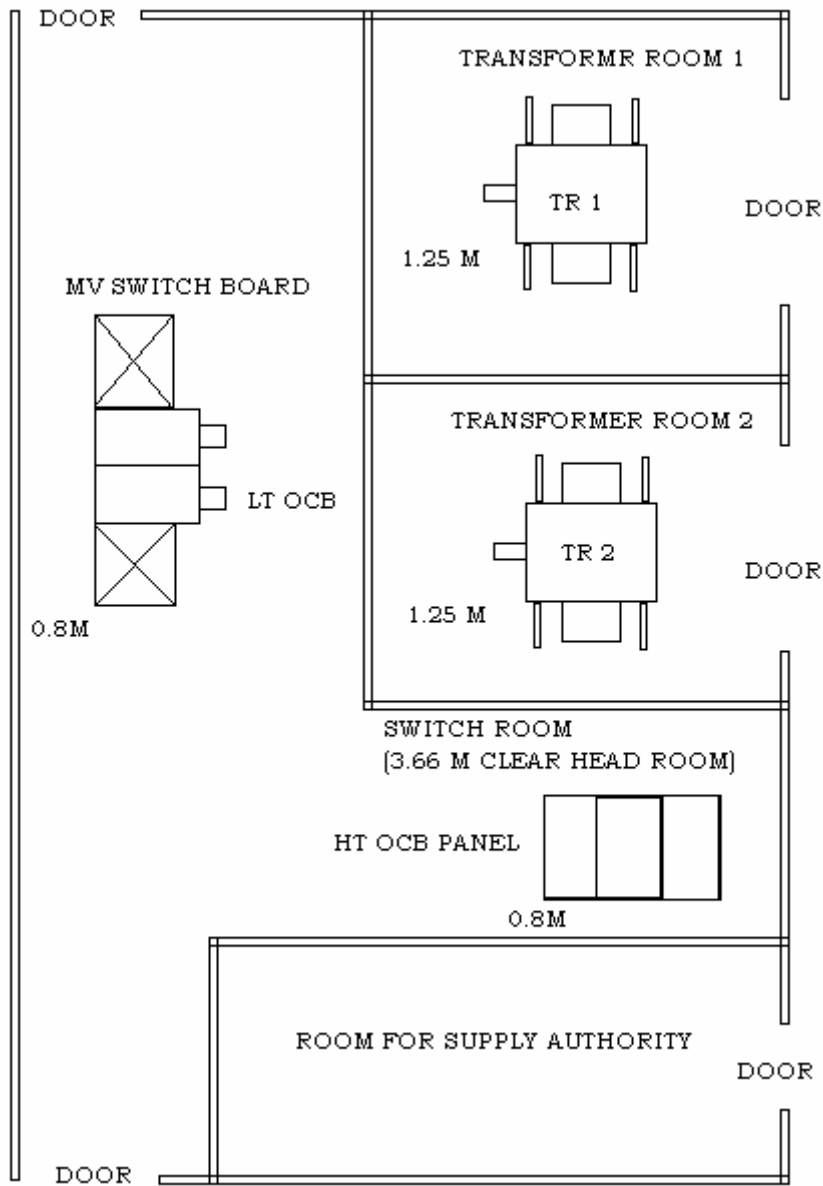 DOOR
TRANSFORMR ROOM 1
TR 1
DOOR
1.25 M
MV SWITCH BOARD
TRANSFORMER ROOM 2
LT OCB
TR 2
DOOR
1.25 M
0.8M
SWITCH ROOM
(3.66 M CLEAR HEAD ROOM)
HT OCB PANEL
0.8M
ROOM FOR SUPPLY AUTHORITY
DOOR
DOOR